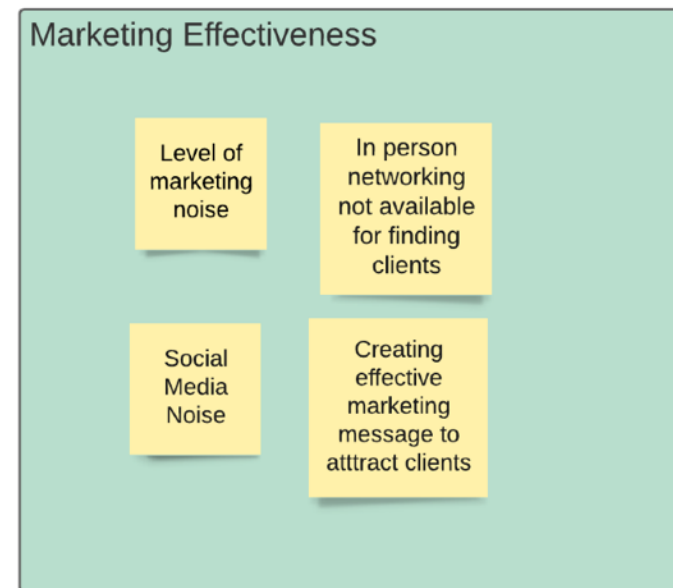 Marketing Effectiveness
Level of
marketing
noise
In person
networking
not available
for finding
clients
Social
Media
Noise
Creating
effective
marketing
message to
atttract clients